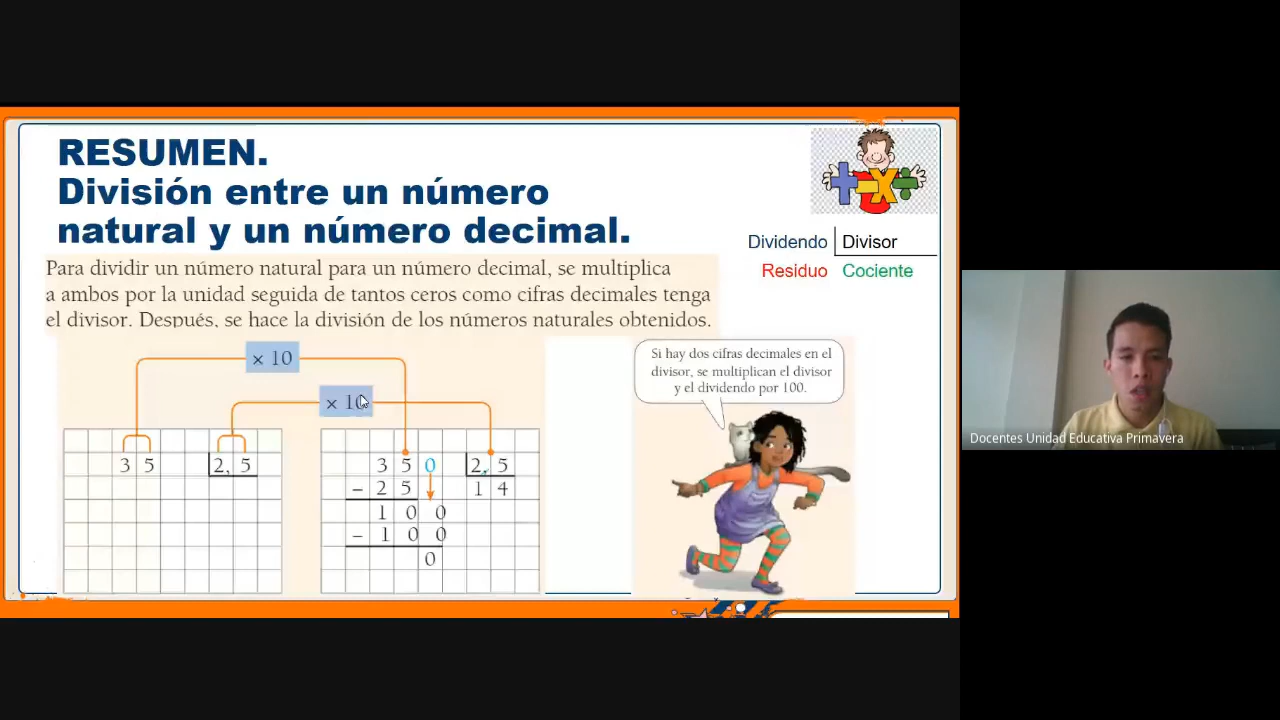 RESUMEN.
División entre un número
natural y un número decimal.
Dividendo Divisor
Residuo Cociente
Para dividir un número natural para un número decimal, se multiplica
a ambos por la unidad seguida de tantos ceros como cifras decimales tenga
el divisor. Después, se hace la división de los números naturales obtenidos.
× 10
× 10
3 5 2, 5
3 5 0 2, 5
− 2 5 1 4
1 0 0
− 1 0 0
0
Si hay dos cifras decimales en el
divisor, se multiplican el divisor
y el dividendo por 100.
Docentes Unidad Educativa Primavera